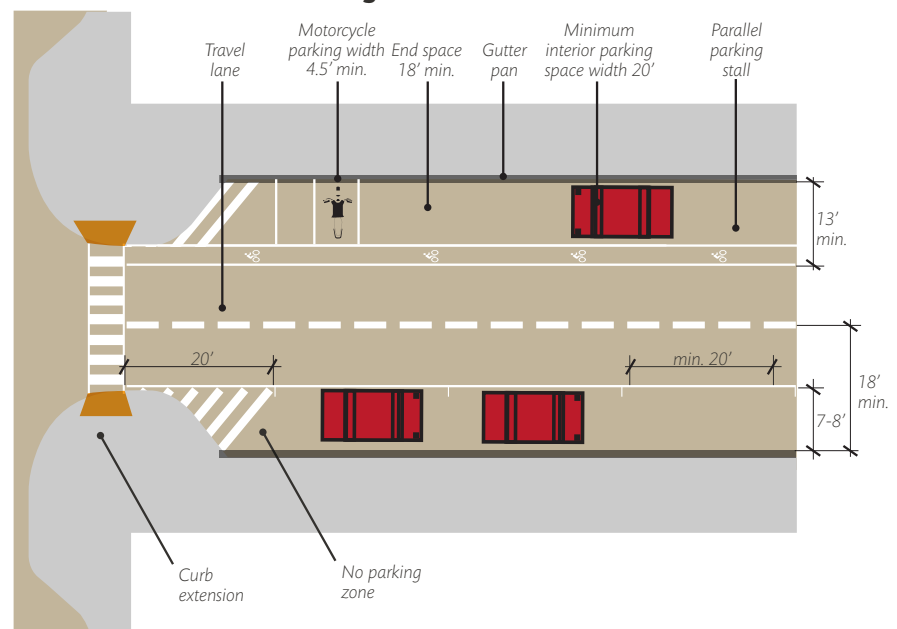 Travel
lane
Motorcycle
parking width
4.5’ min.
End space
18’ min.
Gutter
pan
Minimum
interior parking
space width 20’
Parallel
parking
stall
13’
min.
20’
min. 20’
18’
min.
7-8’
Curb
extension
No parking
zone